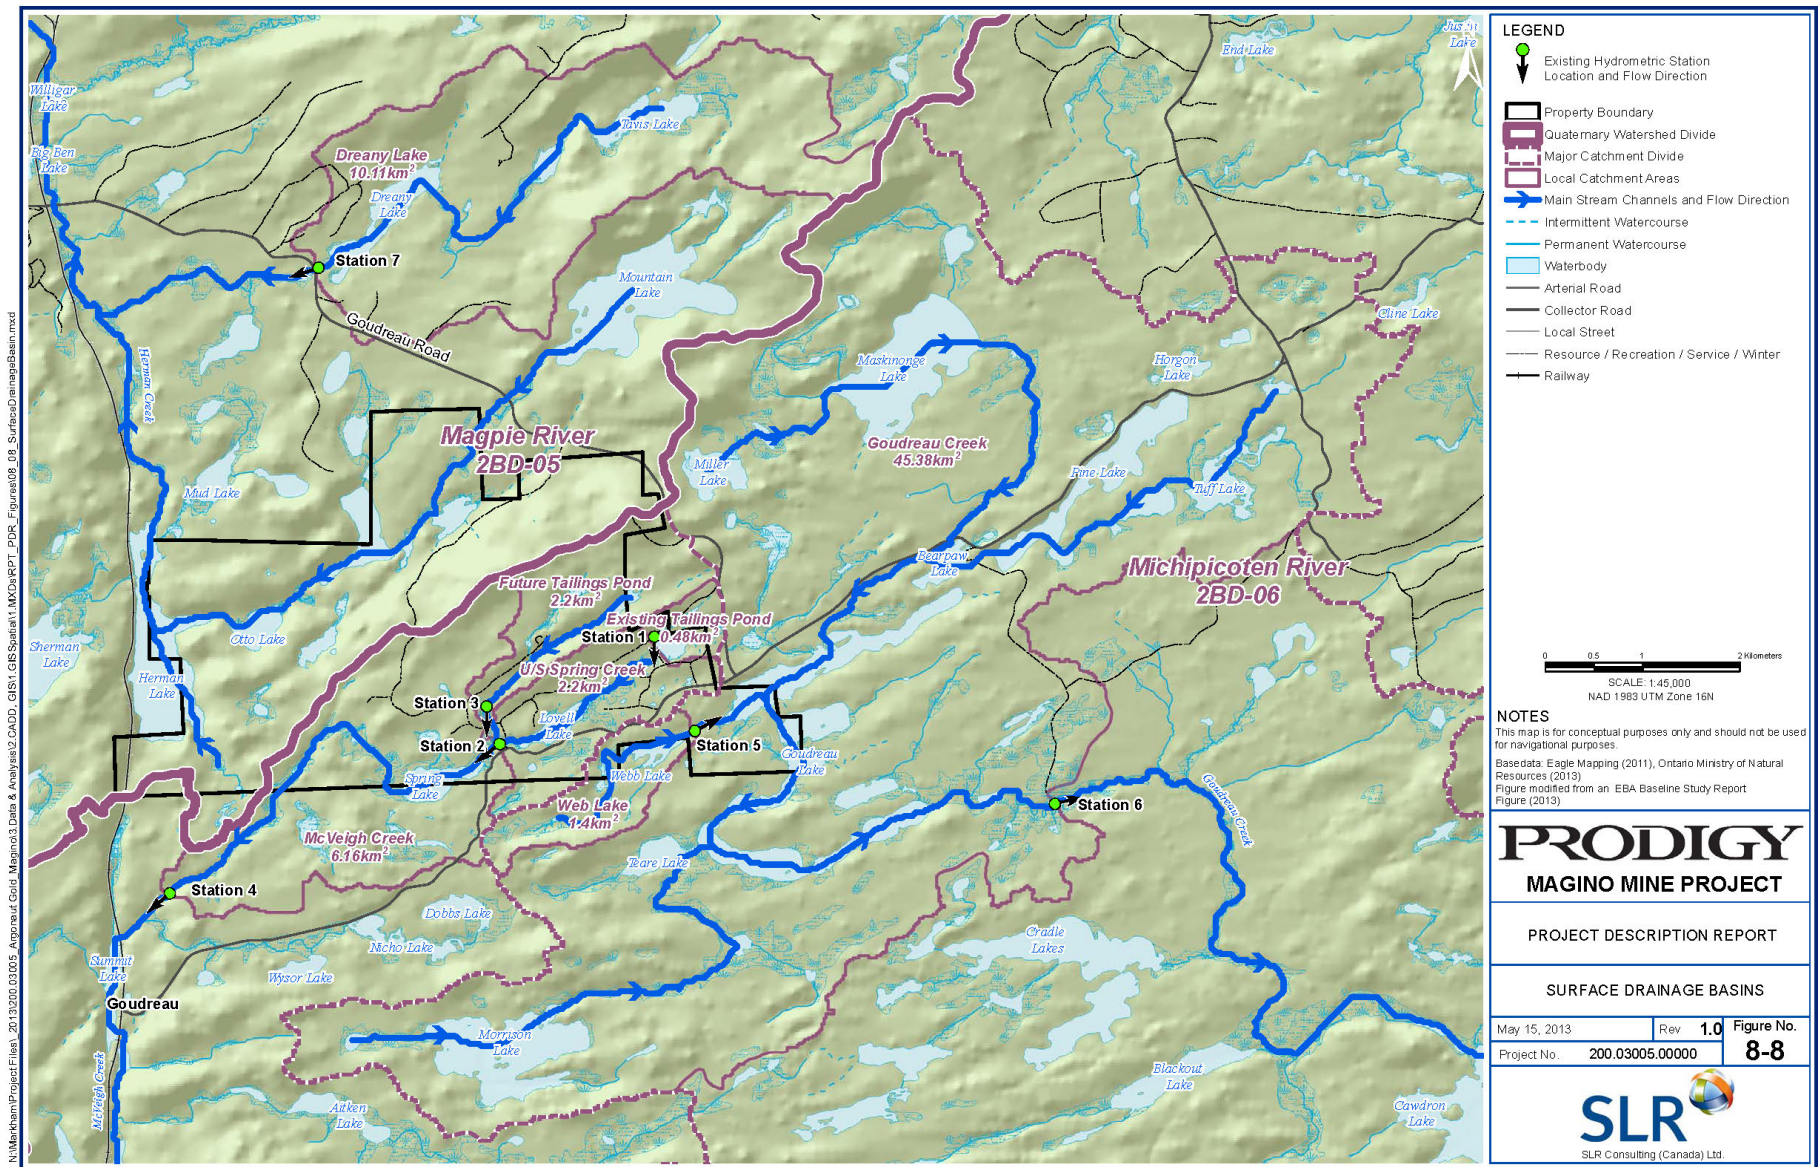 Willigar
Lake
Big Ben
Lake
Tavis Lake
End Lake
Dreany Lake
10.11km2
Dreany
Lake
Station 7
Mountain
Lake
Goudreau Road
Herman Creek
Cline Lake
Maskinonge
Lake
Horgon
Lake
Magpie River
2BD-05
Goudreau Creek
45.38km2
Miller
Lake
Pine Lake
Tuff Lake
Mud Lake
Bearpaw
Lake
Michipicoten River
2BD-06
Future Tailings Pond
2.2km2
Existing Tailings Pond
0.48km2
Station 1
Otto Lake
Sherman
Lake
Herman
Lake
U/S Spring Creek
2.2km2
Station 3
Lovell
Lake
Station 2
Station 5
Goudreau
Lake
Spring
Lake
Webb Lake
Web Lake
1.4km2
Station 6
Goudreau Creek
McVeigh Creek
6.16km2
Teare Lake
Station 4
Dobbs Lake
Nicho Lake
Cradle
Lakes
Summit
Lake
Wysor Lake
Goudreau
Morrison
Lake
McVeigh Creek
Aitken
Lake
Blackout
Lake
Cawdron
Lake
LEGEND
Existing Hydrometric Station
Location and Flow Direction
Property Boundary
Quaternary Watershed Divide
Major Catchment Divide
Local Catchment Areas
Main Stream Channels and Flow Direction
Intermittent Watercourse
Permanent Watercourse
Waterbody
Arterial Road
Collector Road
Local Street
Resource / Recreation / Service / Winter
Railway
0 0.5 1 2 Kilometers
SCALE: 1:45,000
NAD 1983 UTM Zone 16N
NOTES
This map is for conceptual purposes only and should not be used
for navigational purposes.
Basedata: Eagle Mapping (2011), Ontario Ministry of Natural
Resources (2013)
Figure modified from an EBA Baseline Study Report
Figure (2013)
PRODIGY
MAGINO MINE PROJECT
PROJECT DESCRIPTION REPORT
SURFACE DRAINAGE BASINS
May 15, 2013
Rev 1.0
Figure No.
8-8
Project No. 200.03005.00000
SLR
SLR Consulting (Canada) Ltd.